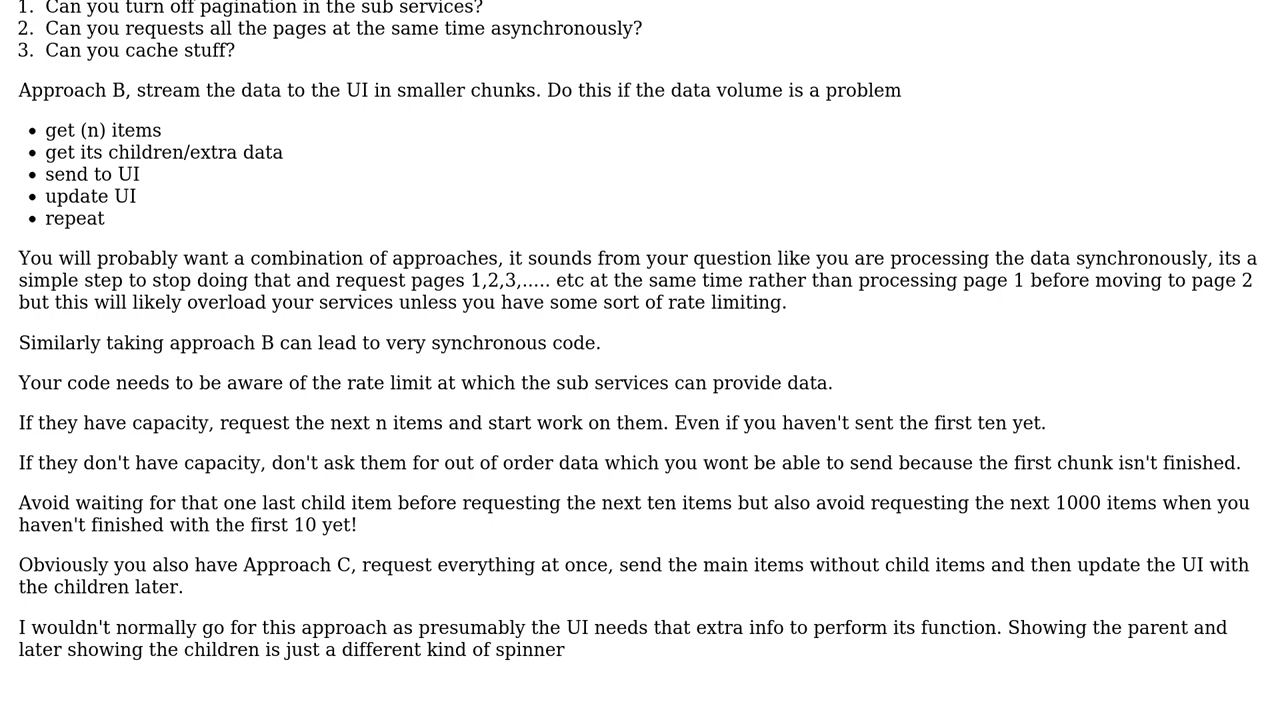 1. Can you turn off pagination in the sub services?
2. Can you requests all the pages at the same time asynchronously?
3. Can you cache stuff?
Approach B, stream the data to the UI in smaller chunks. Do this if the data volume is a problem
• get (n) items
• get its children/extra data
• send to UI
• update UI
• repeat
You will probably want a combination of approaches, it sounds from your question like you are processing the data synchronously, its a
simple step to stop doing that and request pages 1,2,3,..... etc at the same time rather than processing page 1 before moving to page 2
but this will likely overload your services unless you have some sort of rate limiting.
Similarly taking approach B can lead to very synchronous code.
Your code needs to be aware of the rate limit at which the sub services can provide data.
If they have capacity, request the next n items and start work on them. Even if you haven't sent the first ten yet.
If they don't have capacity, don't ask them for out of order data which you wont be able to send because the first chunk isn't finished.
Avoid waiting for that one last child item before requesting the next ten items but also avoid requesting the next 1000 items when you
haven't finished with the first 10 yet!
Obviously you also have Approach C, request everything at once, send the main items without child items and then update the UI with
the children later.
I wouldn't normally go for this approach as presumably the UI needs that extra info to perform its function. Showing the parent and
later showing the children is just a different kind of spinner